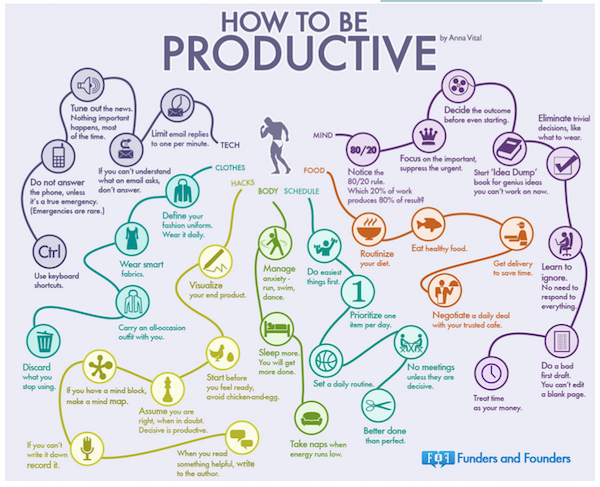 HOW TO BE
PRODUCTIVE
by Anna Vital
Tune out the news.
Nothing important
happens, most
of the time.
Limit email replies
to one per minute.
TECH
If you can't understand
what an email asks,
don't answer.
Do not answer
the phone, unless
it's a true emergency.
(Emergencies are rare.)
Ctrl
Use keyboard
shortcuts.
CLOTHES
Define your
fashion uniform.
Wear it daily.
Wear smart
fabrics.
Carry an all-occasion
outfit with you.
Discard
what you
stop using.
HACKS
Visualize
your end product.
Start before
you feel ready,
avoid chicken-and-egg.
Assume you are
right, when in doubt.
Decisive is productive.
If you have a mind block,
make a mind map.
If you can't
write it down
record it.
When you read
something helpful, write
to the author.
BODY
Manage
anxiety -
run, swim,
dance.
Sleep more.
You will get
more done.
Take naps when
energy runs low.
SCHEDULE
Do easiest
things first.
1
Prioritize one
item per day.
Set a daily routine.
No meetings
unless they are
decisive.
Better done
than perfect.
FOOD
Routinize
your diet.
Eat healthy food.
Get delivery
to save time.
Negotiate a daily deal
with your trusted cafe.
MIND
80/20
Notice the
80/20 rule.
Which 20% of work
produces 80% of result?
Focus on the important,
suppress the urgent.
Decide the outcome
before even starting.
Start 'Idea Dump'
book for genius ideas
you can't work on now.
Eliminate trivial
decisions, like
what to wear.
Learn to
ignore.
No need to
respond to
everything.
Do a bad
first draft.
You can't edit
a blank page.
Treat time
as your money.
F&F
Funders and Founders